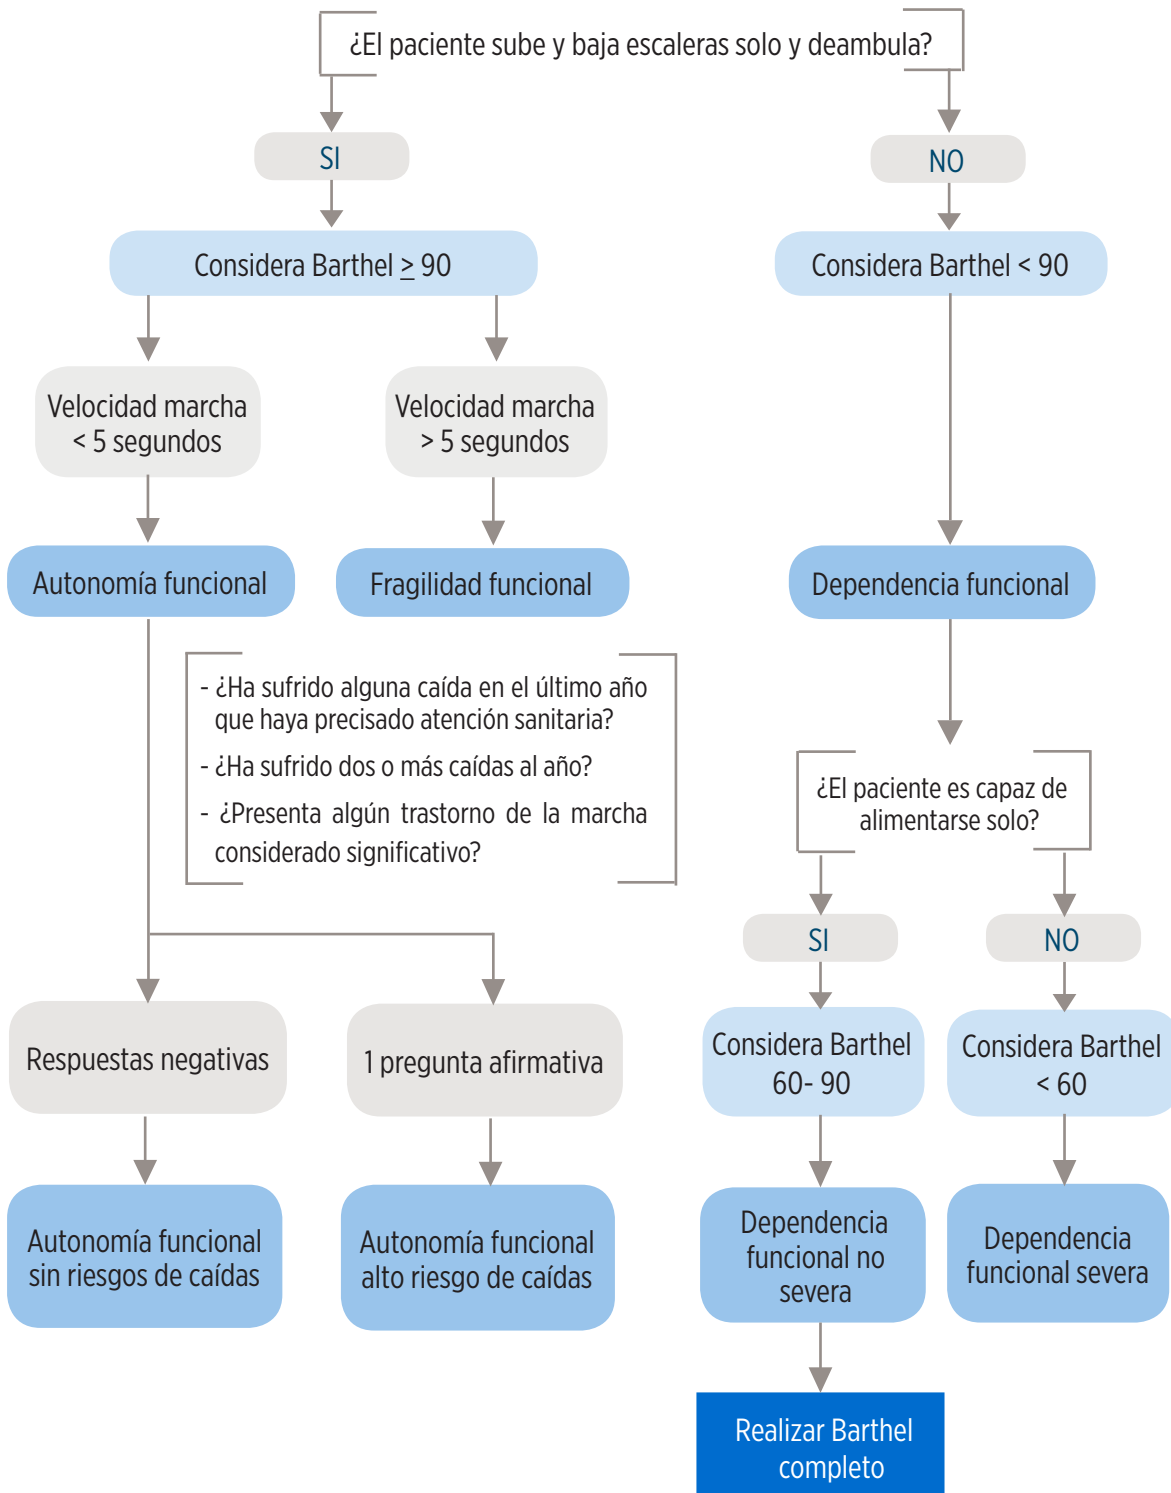 ¿El paciente sube y baja escaleras solo y deambula?
SI
NO
Considera Barthel ≥ 90
Considera Barthel < 90
Velocidad marcha
< 5 segundos
Velocidad marcha
> 5 segundos
Autonomía funcional
Fragilidad funcional
Dependencia funcional
- ¿Ha sufrido alguna caída en el último año
que haya precisado atención sanitaria?
- ¿Ha sufrido dos o más caídas al año?
- ¿Presenta algún trastorno de la marcha
considerado significativo?
¿El paciente es capaz de
alimentarse solo?
SI
NO
Respuestas negativas
1 pregunta afirmativa
Considera Barthel
60- 90
Considera Barthel
< 60
Autonomía funcional
sin riesgos de caídas
Autonomía funcional
alto riesgo de caídas
Dependencia
funcional no
severa
Dependencia
funcional severa
Realizar Barthel
completo